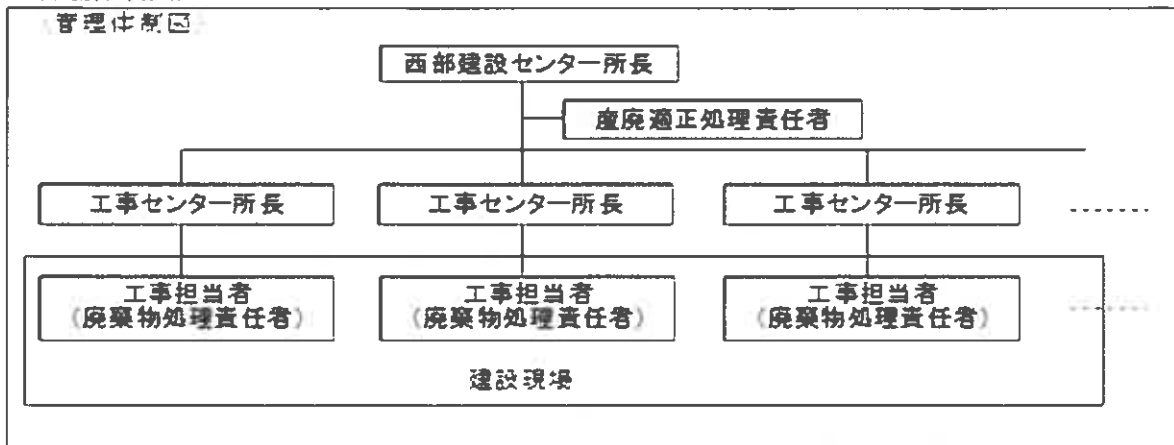 管理体制図
西部建設センター所長
産廃適正処理責任者
工事センター所長
工事センター所長
工事センター所長
工事担当者
(廃棄物処理責任者)
工事担当者
(廃棄物処理責任者)
工事担当者
(廃棄物処理責任者)
建設現場